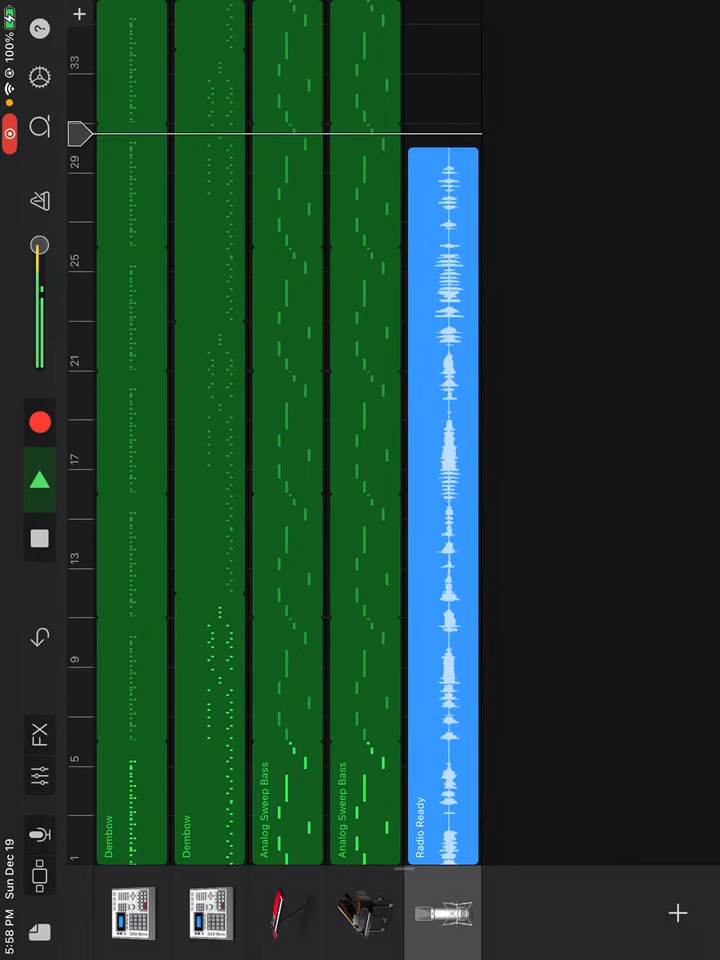 5:58 PM Sun Dec 19
100%
FX
?
1
5
9
13
17
21
25
29
33
+
Dembow
Dembow
Analog Sweep Bass
Analog Sweep Bass
Radio Ready
+